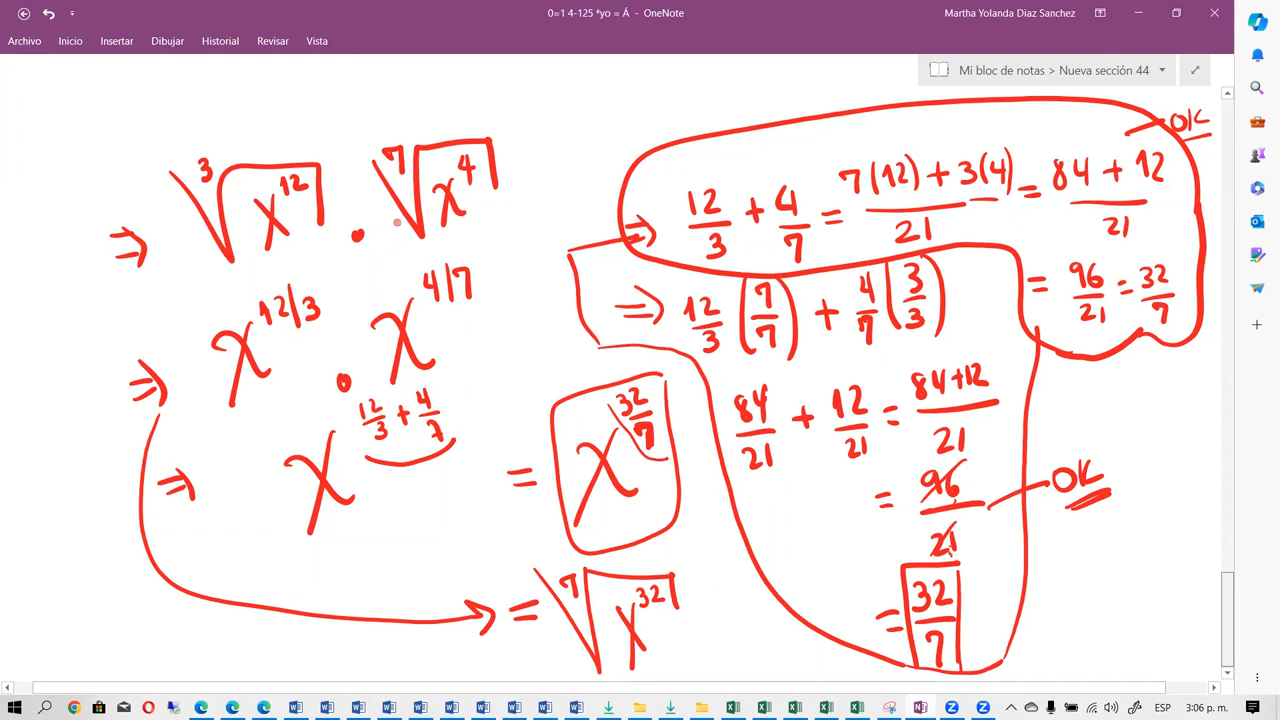 0=1 4-125 *yo = Á - OneNote
Martha Yolanda Diaz Sanchez
Archivo Inicio Insertar Dibujar Historial Revisar Vista
Mi bloc de notas > Nueva sección 44
⇒ ∛(x¹²) · ⁷√(x⁴)
⇒ x^(12/3) · x^(4/7)
⇒ x^(12/3 + 4/7) = x^(32/7)
= ⁷√(x³²)
OK
⇒ 12/3 + 4/7 = (7(12) + 3(4))/21 = (84 + 12)/21
= 96/21 = 32/7
⇒ 12/3 (7/7) + 4/7 (3/3)
84/21 + 12/21 = (84+12)/21
= 96/21 OK
= 32/7
ESP 3:06 p. m.